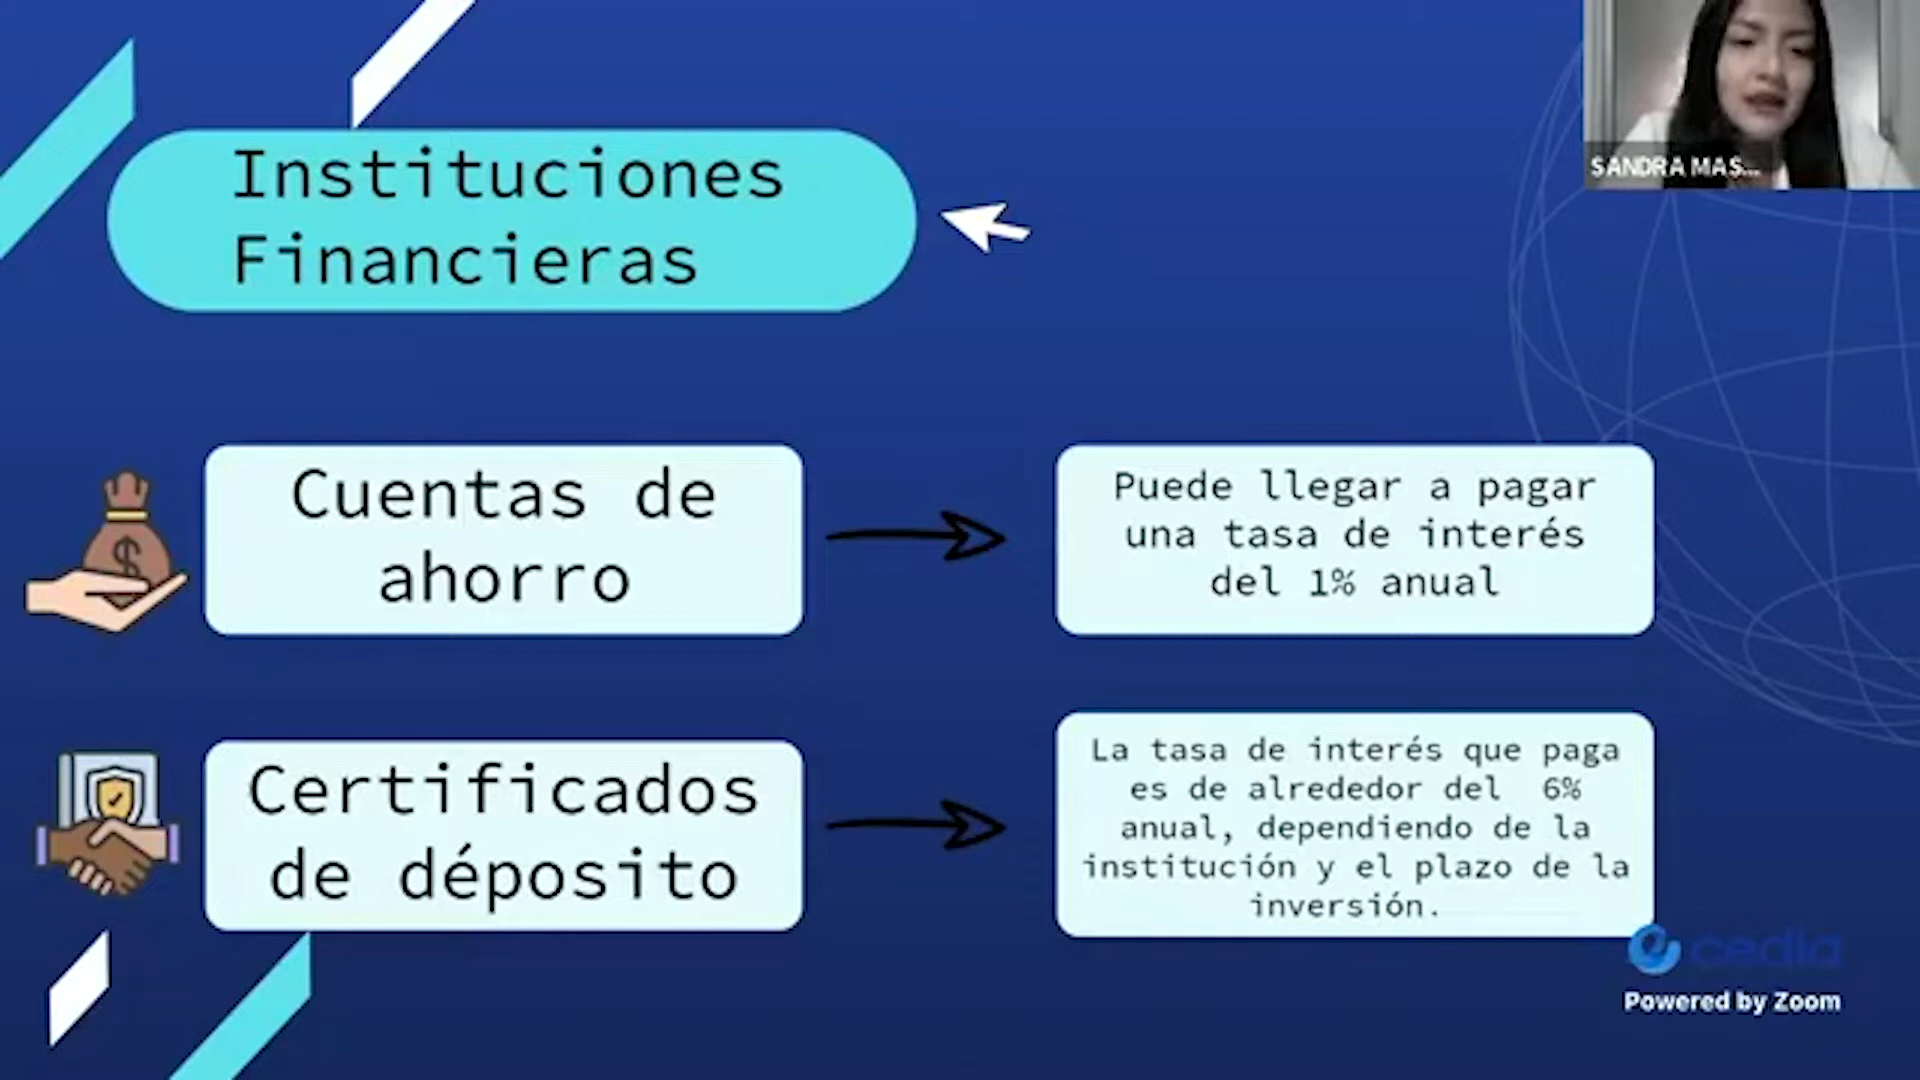 Instituciones
Financieras
SANDRA MAS...
Cuentas de
ahorro
Puede llegar a pagar
una tasa de interés
del 1% anual
Certificados
de déposito
La tasa de interés que paga
es de alrededor del 6%
anual, dependiendo de la
institución y el plazo de la
inversión.
cedia
Powered by Zoom